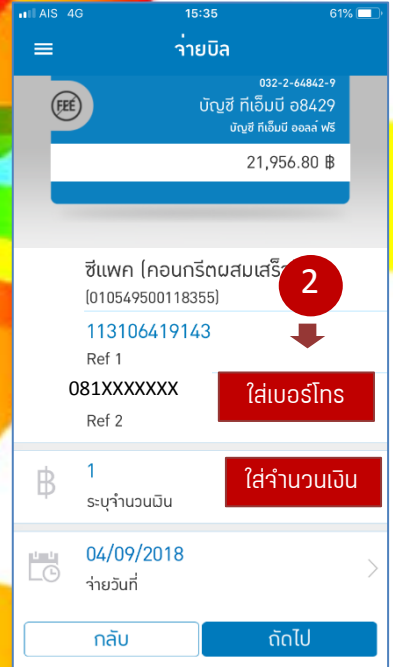 AIS 4G 15:35 61%
จ่ายบิล
032-2-64842-9
FEE บัญชี ทีเอ็มบี อ8429
บัญชี ทีเอ็มบี ออลล์ ฟรี
21,956.80 ฿
ซีแพค (คอนกรีตผสมเสร็
2
(010549500118355)
113106419143
Ref 1
081XXXXXXX ใส่เบอร์โทร
Ref 2
฿ 1 ใส่จำนวนเงิน
ระบุจำนวนเงิน
04/09/2018
จ่ายวันที่
กลับ ถัดไป